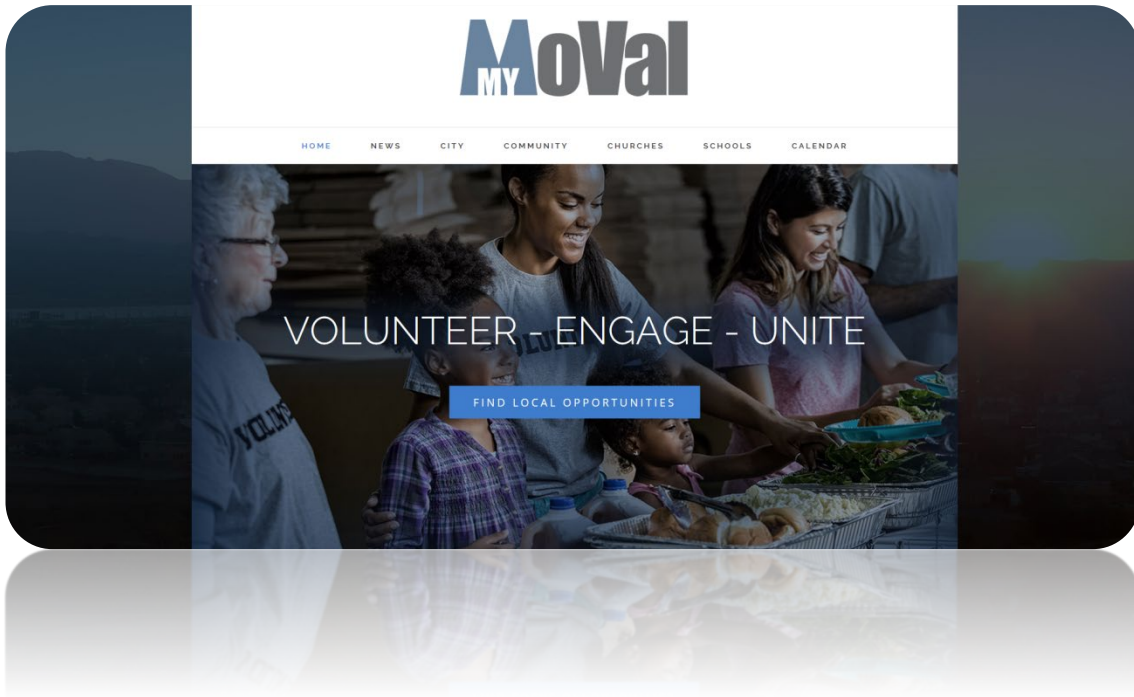 MY MoVal
HOME NEWS CITY COMMUNITY CHURCHES SCHOOLS CALENDAR
VOLUNTEER - ENGAGE - UNITE
FIND LOCAL OPPORTUNITIES